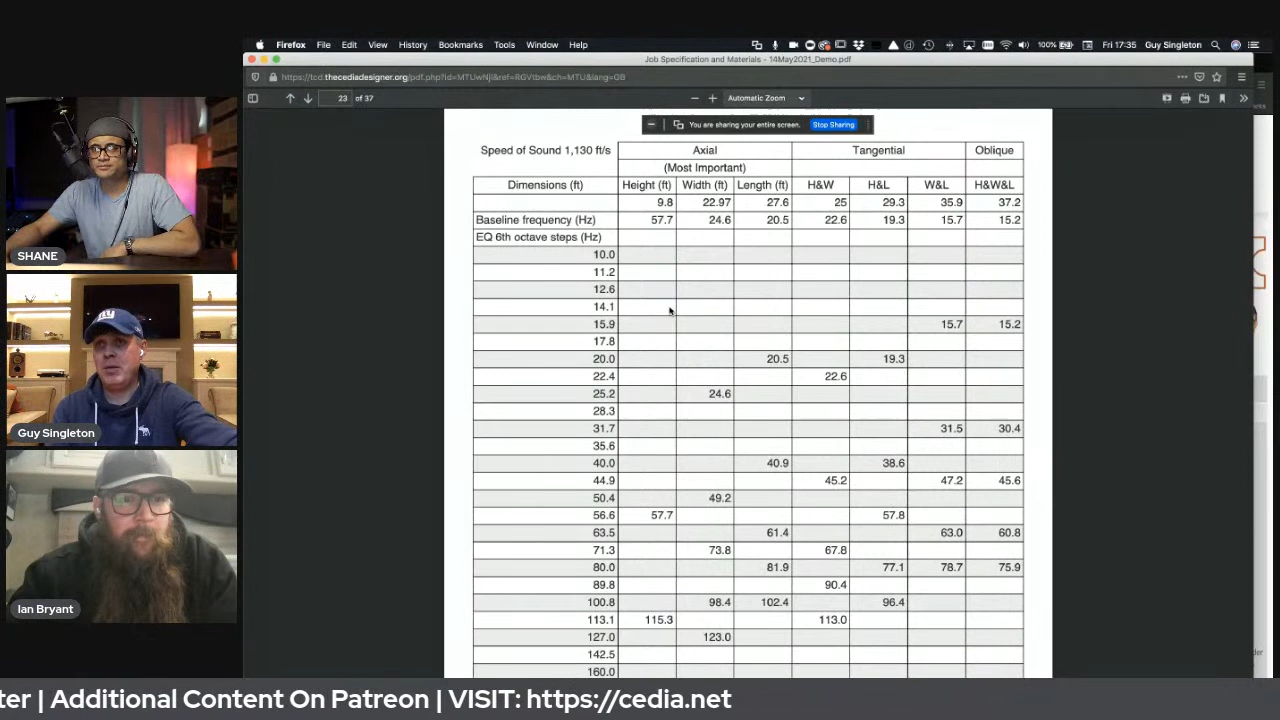 Firefox File Edit View History Bookmarks Tools Window Help 100% Fri 17:35 Guy Singleton
Job Specification and Materials - 14May2021_Demo.pdf
23 of 37 Automatic Zoom
You are sharing your entire screen. Stop Sharing
Speed of Sound 1,130 ft/s Axial Tangential Oblique
(Most Important)
Dimensions (ft) Height (ft) Width (ft) Length (ft) H&W H&L W&L H&W&L
9.8 22.97 27.6 25 29.3 35.9 37.2
Baseline frequency (Hz) 57.7 24.6 20.5 22.6 19.3 15.7 15.2
EQ 6th octave steps (Hz)
10.0
11.2
12.6
14.1
15.9 15.7 15.2
17.8
20.0 20.5 19.3
22.4 22.6
25.2 24.6
28.3
31.7 31.5 30.4
35.6
40.0 40.9 38.6
44.9 45.2 47.2 45.6
50.4 49.2
56.6 57.7 57.8
63.5 61.4 63.0 60.8
71.3 73.8 67.8
80.0 81.9 77.1 78.7 75.9
89.8 90.4
100.8 98.4 102.4 96.4
113.1 115.3 113.0
127.0 123.0
142.5
160.0
SHANE
Guy Singleton
Ian Bryant
ter | Additional Content On Patreon | VISIT: https://cedia.net